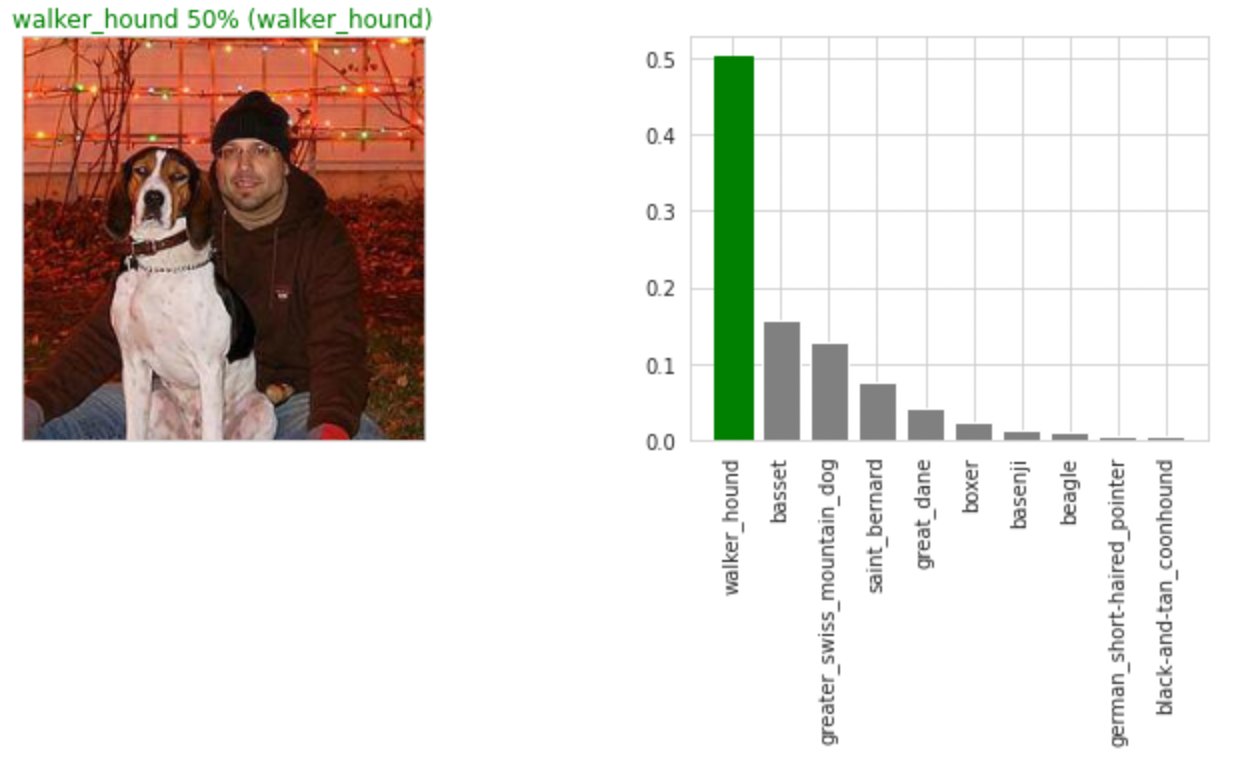 walker_hound 50% (walker_hound)
0.5
0.4
0.3
0.2
0.1
0.0
walker_hound
basset
greater_swiss_mountain_dog
saint_bernard
great_dane
boxer
basenji
beagle
german_short-haired_pointer
black-and-tan_coonhound